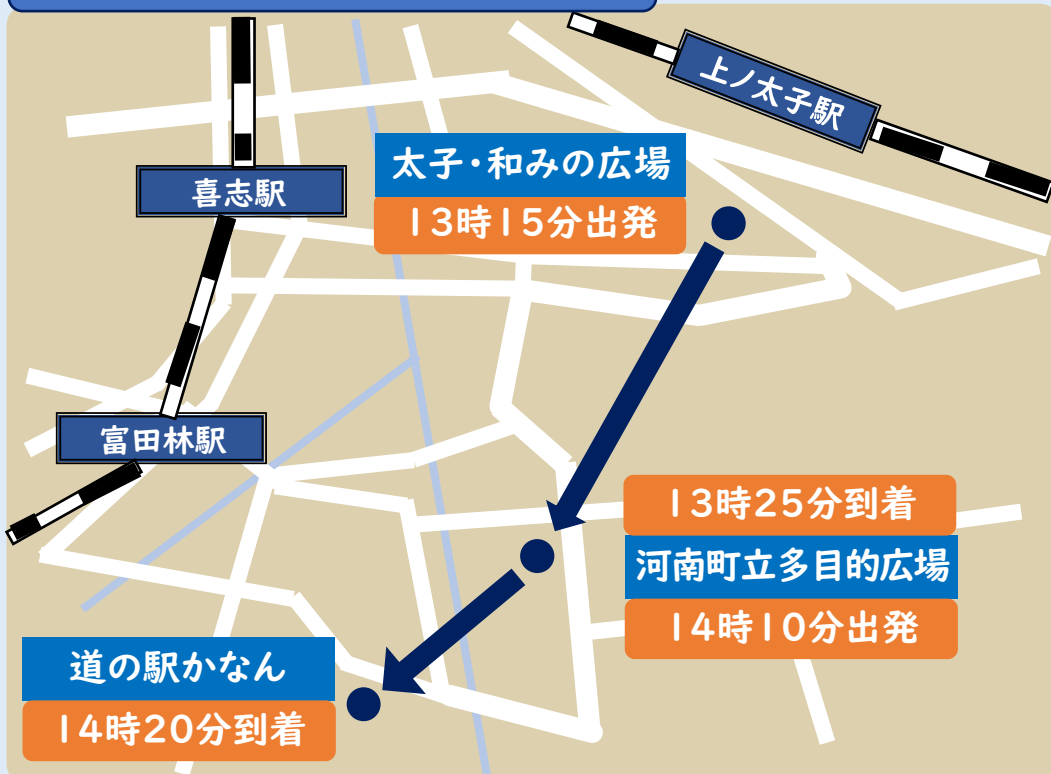 上ノ太子駅
喜志駅
太子・和みの広場
13時15分出発
富田林駅
13時25分到着
河南町立多目的広場
14時10分出発
道の駅かなん
14時20分到着